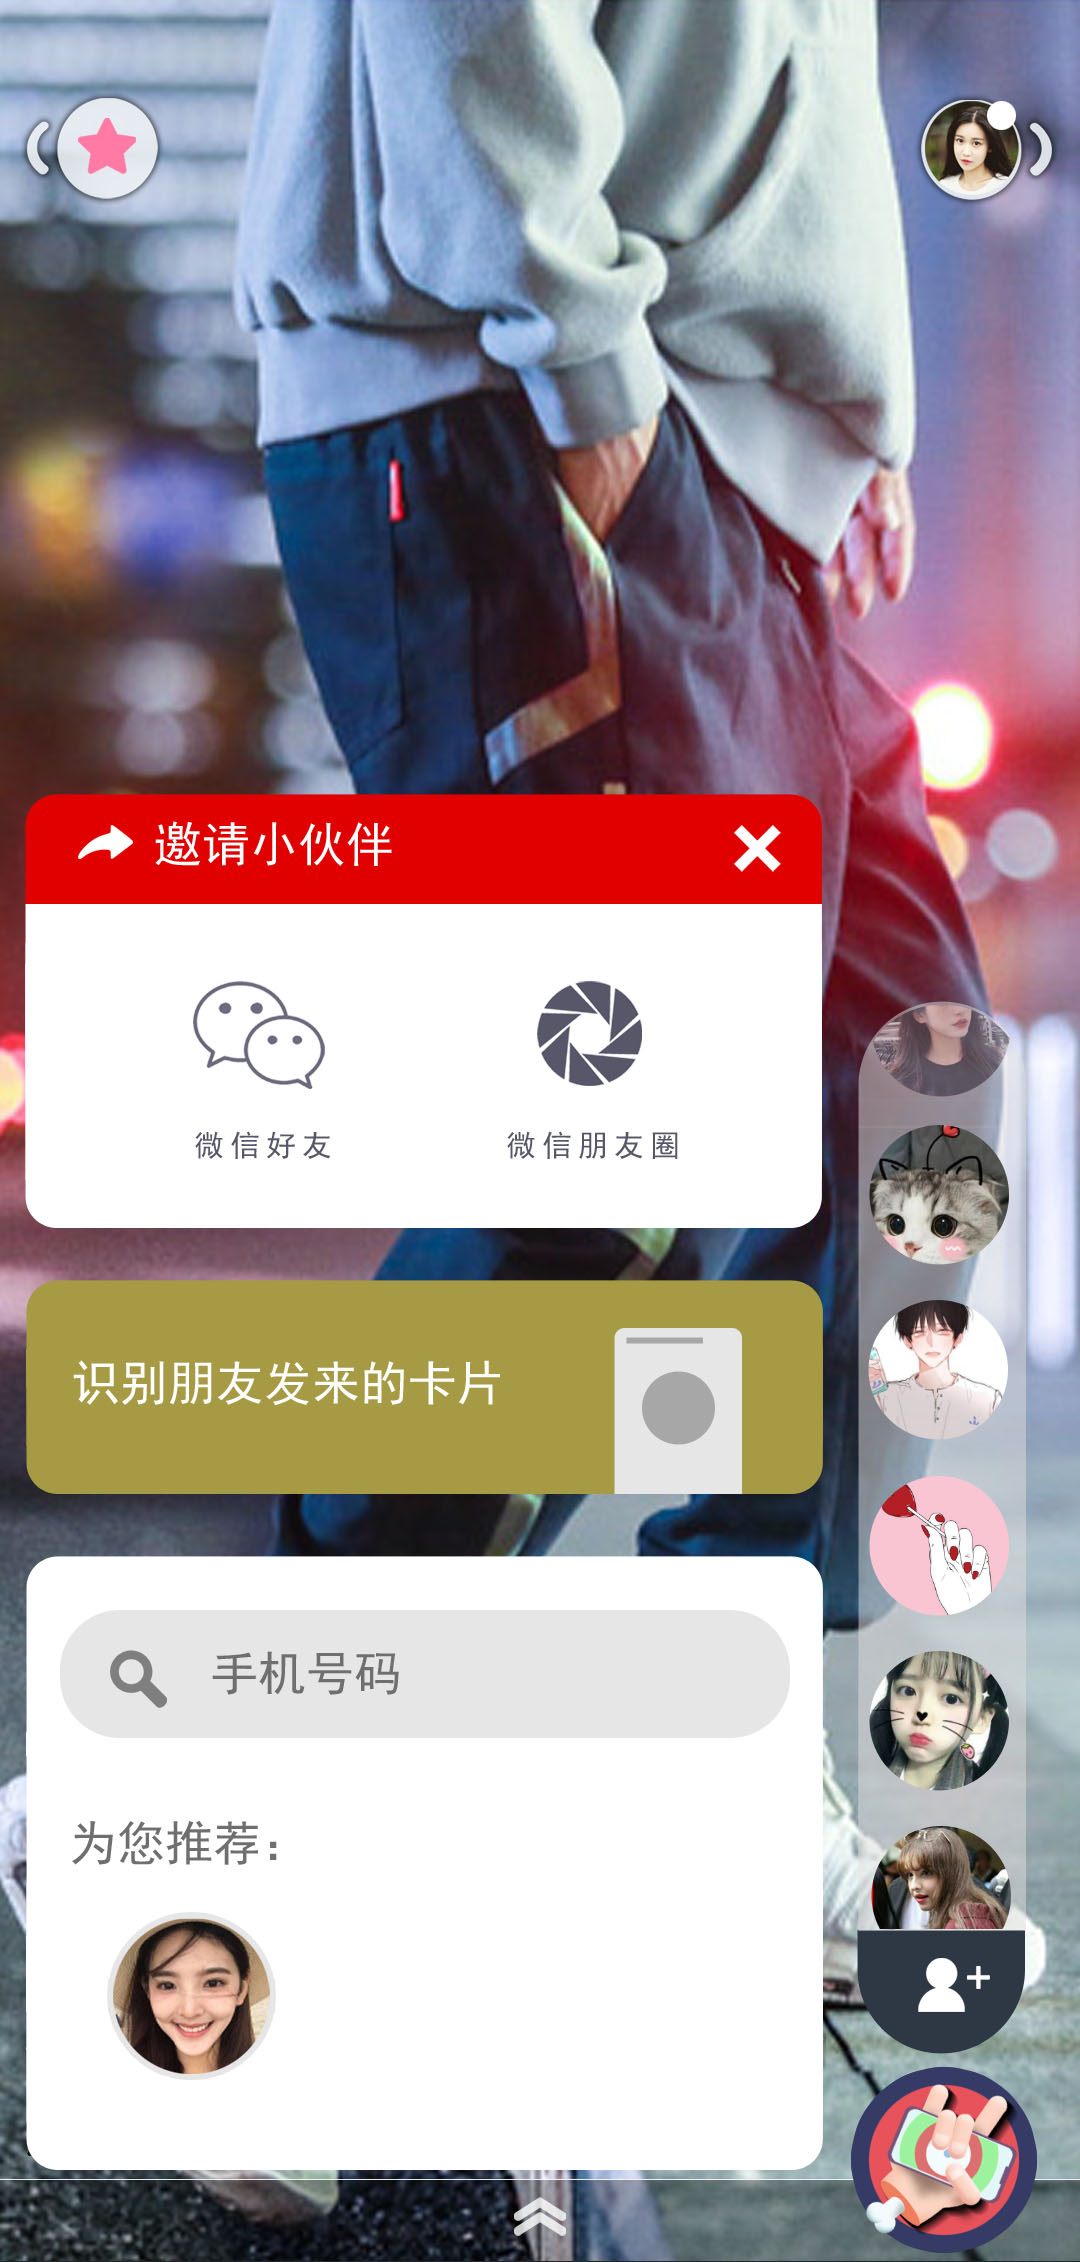 邀请小伙伴
微信好友
微信朋友圈
识别朋友发来的卡片
手机号码
为您推荐：